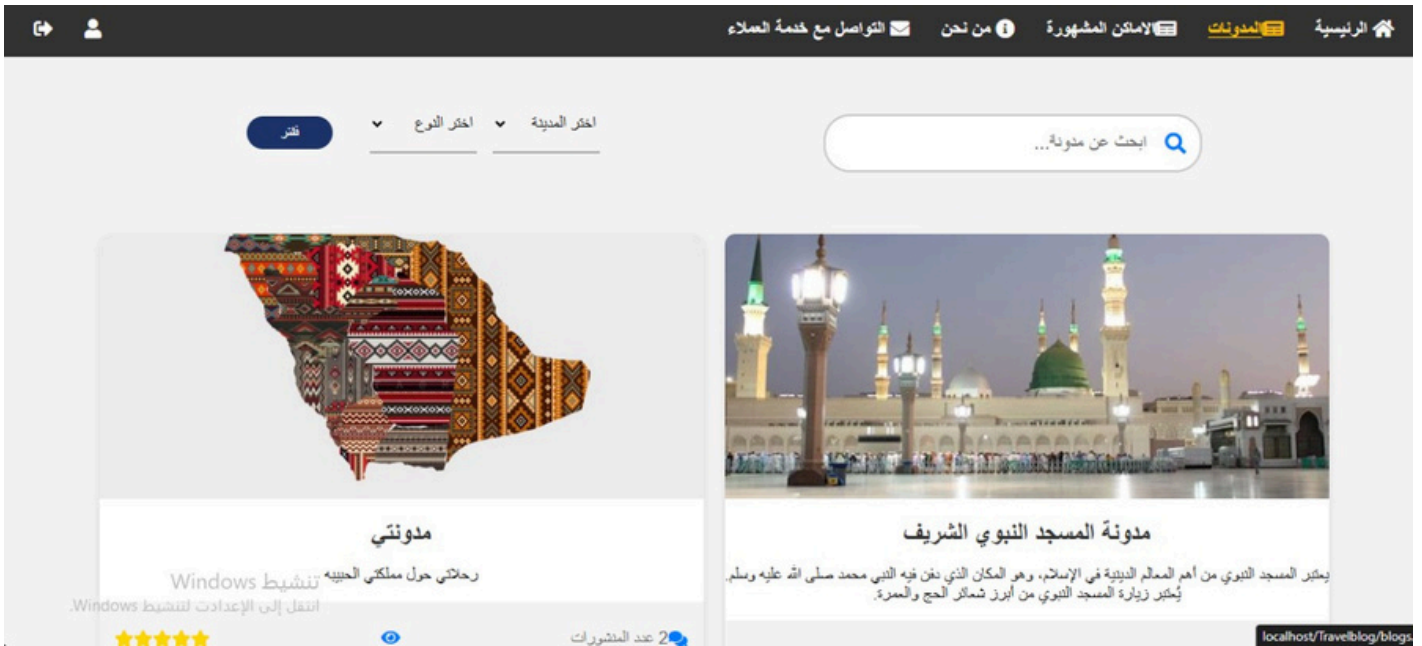 الرئيسية المدونات الاماكن المشهورة من نحن التواصل مع خدمة العملاء
ابحث عن مدونة...
اختر المدينة اختر النوع فلتر
مدونة المسجد النبوي الشريف
يعتبر المسجد النبوي من أهم المعالم الدينية في الإسلام، وهو المكان الذي دفن فيه النبي محمد صلى الله عليه وسلم.
يُعتبر زيارة المسجد النبوي من أبرز شعائر الحج والعمرة.
مدونتي
رحلاتي حول مملكتي الحبيبه
2 عدد المنشورات
تنشيط Windows
انتقل إلى الإعدادت لتنشيط Windows.
localhost/Travelblog/blogs.